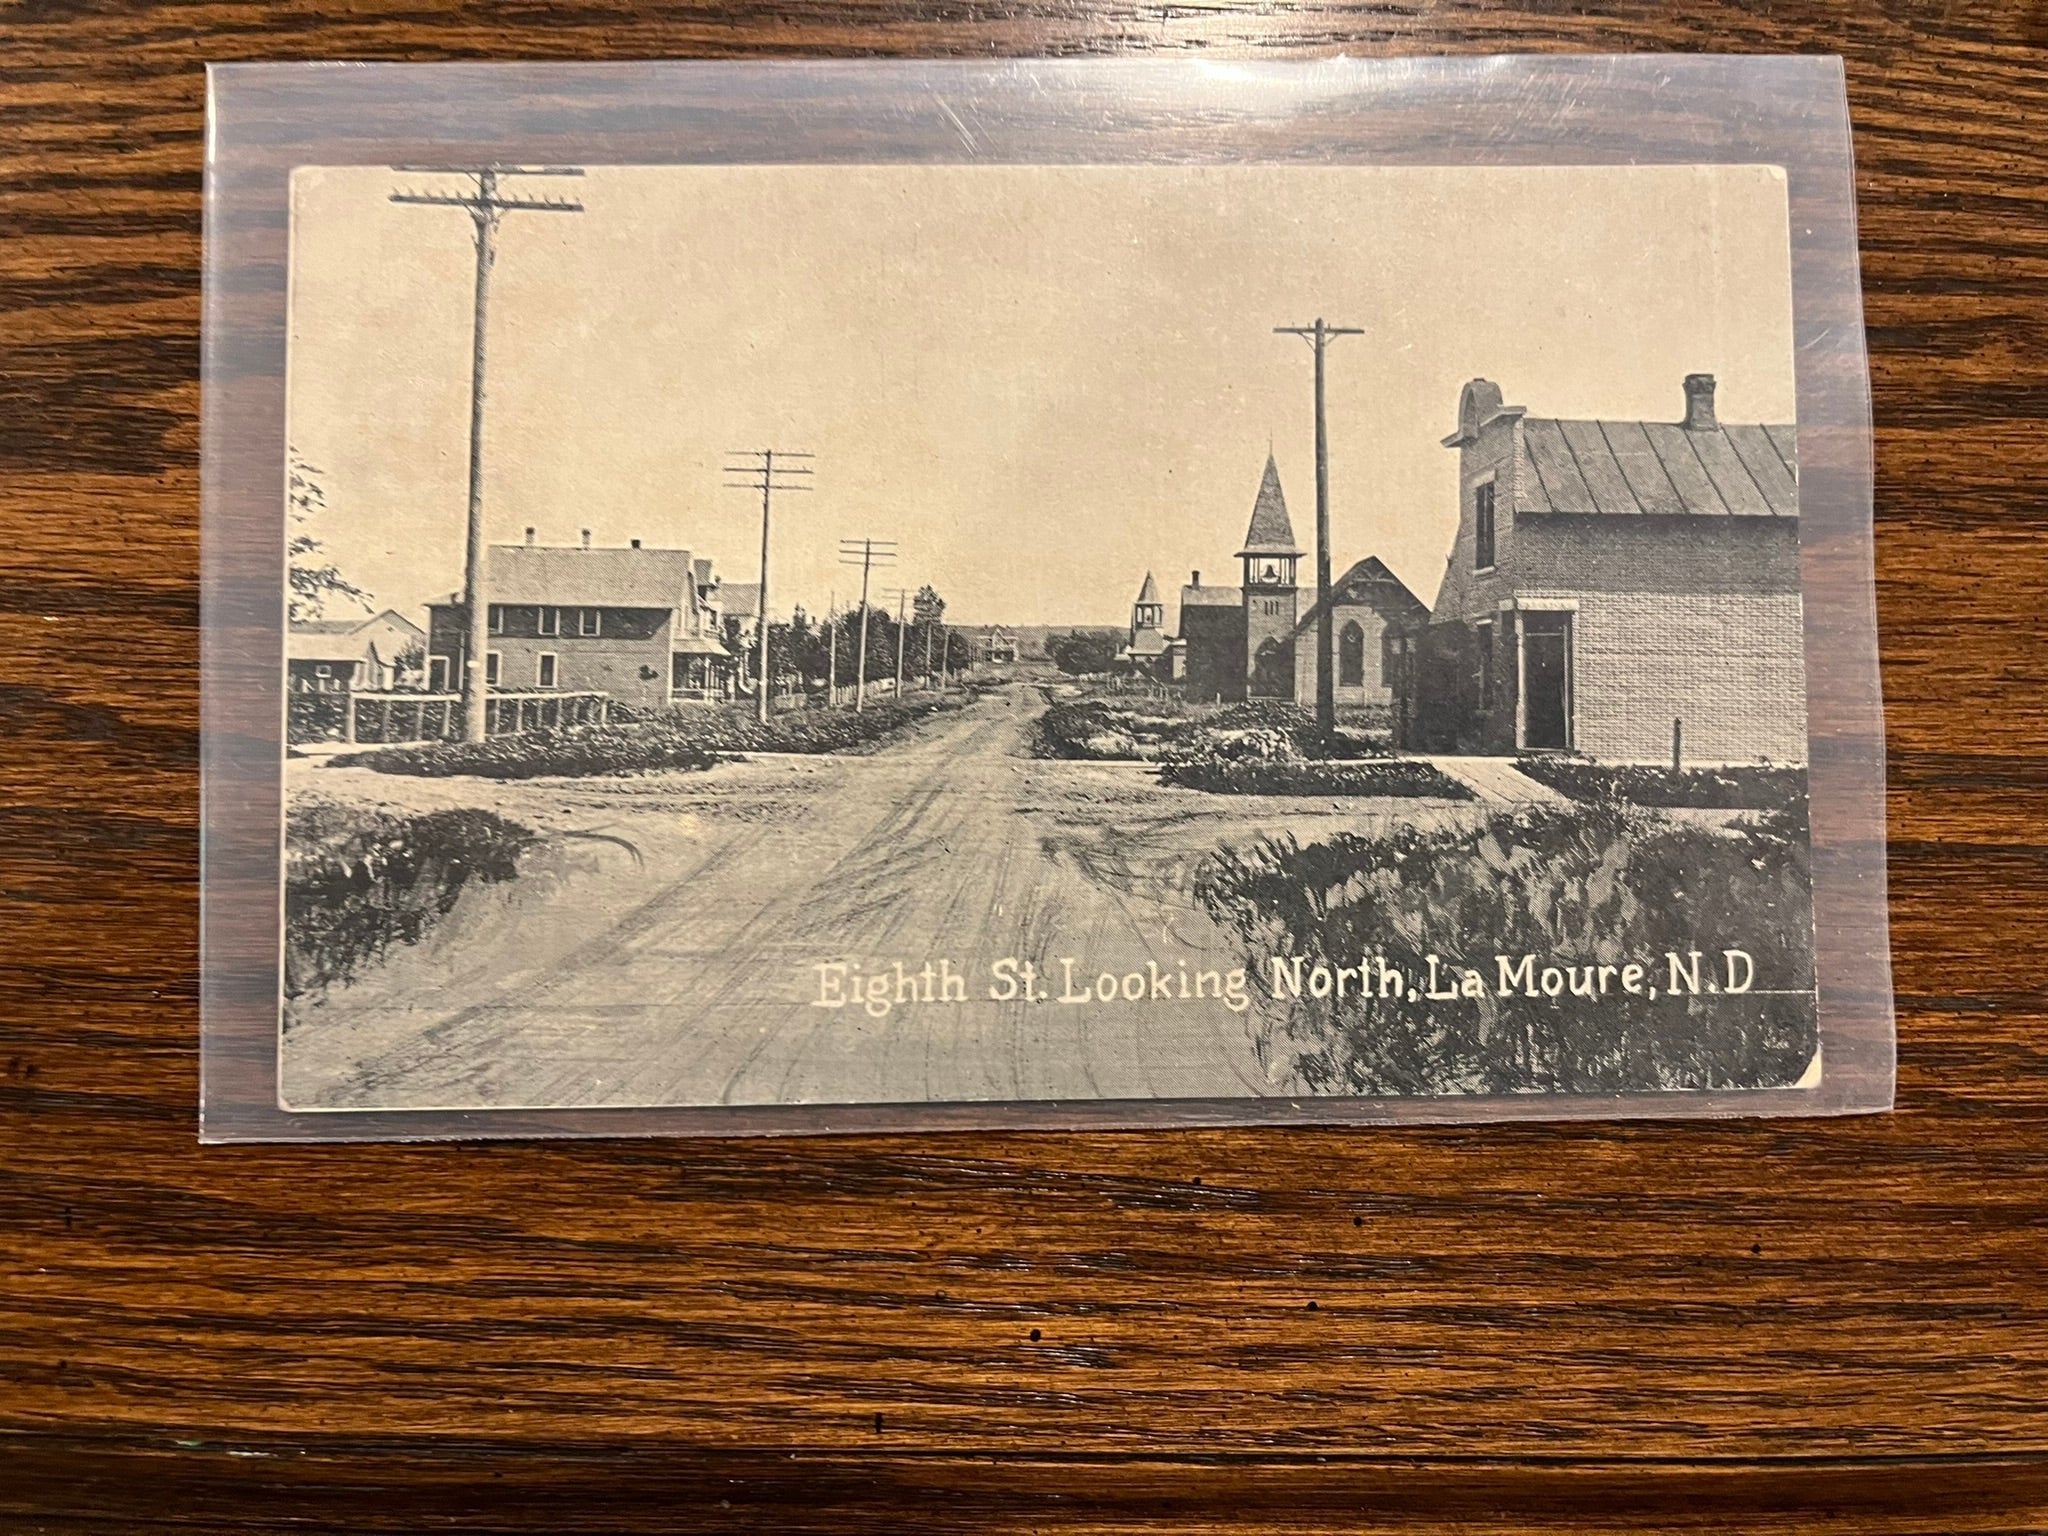 Eighth St. Looking North, La Moure, N.D